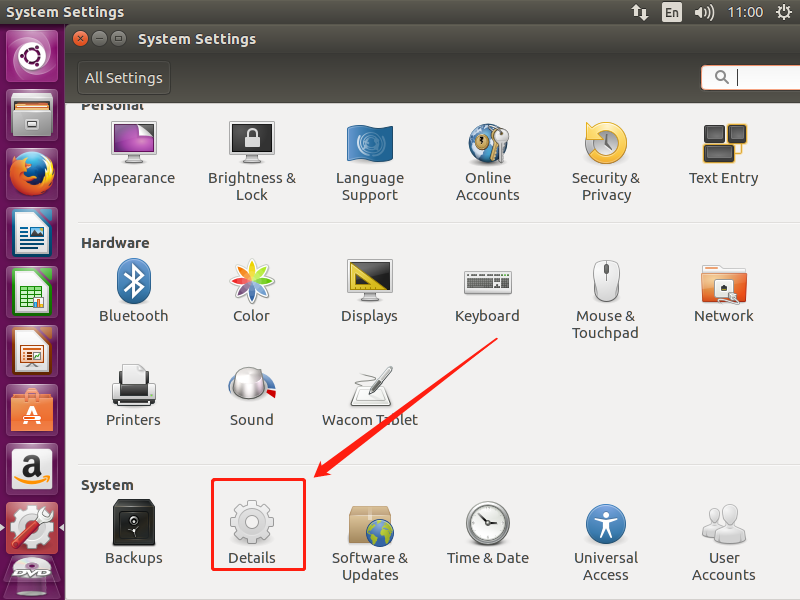 System Settings
En
11:00
System Settings
All Settings
Personal
Appearance
Brightness &
Lock
Language
Support
Online
Accounts
Security &
Privacy
Text Entry
Hardware
Bluetooth
Color
Displays
Keyboard
Mouse &
Touchpad
Network
Printers
Sound
Wacom Tablet
System
Backups
Details
Software &
Updates
Time & Date
Universal
Access
User
Accounts
A
a
DVD